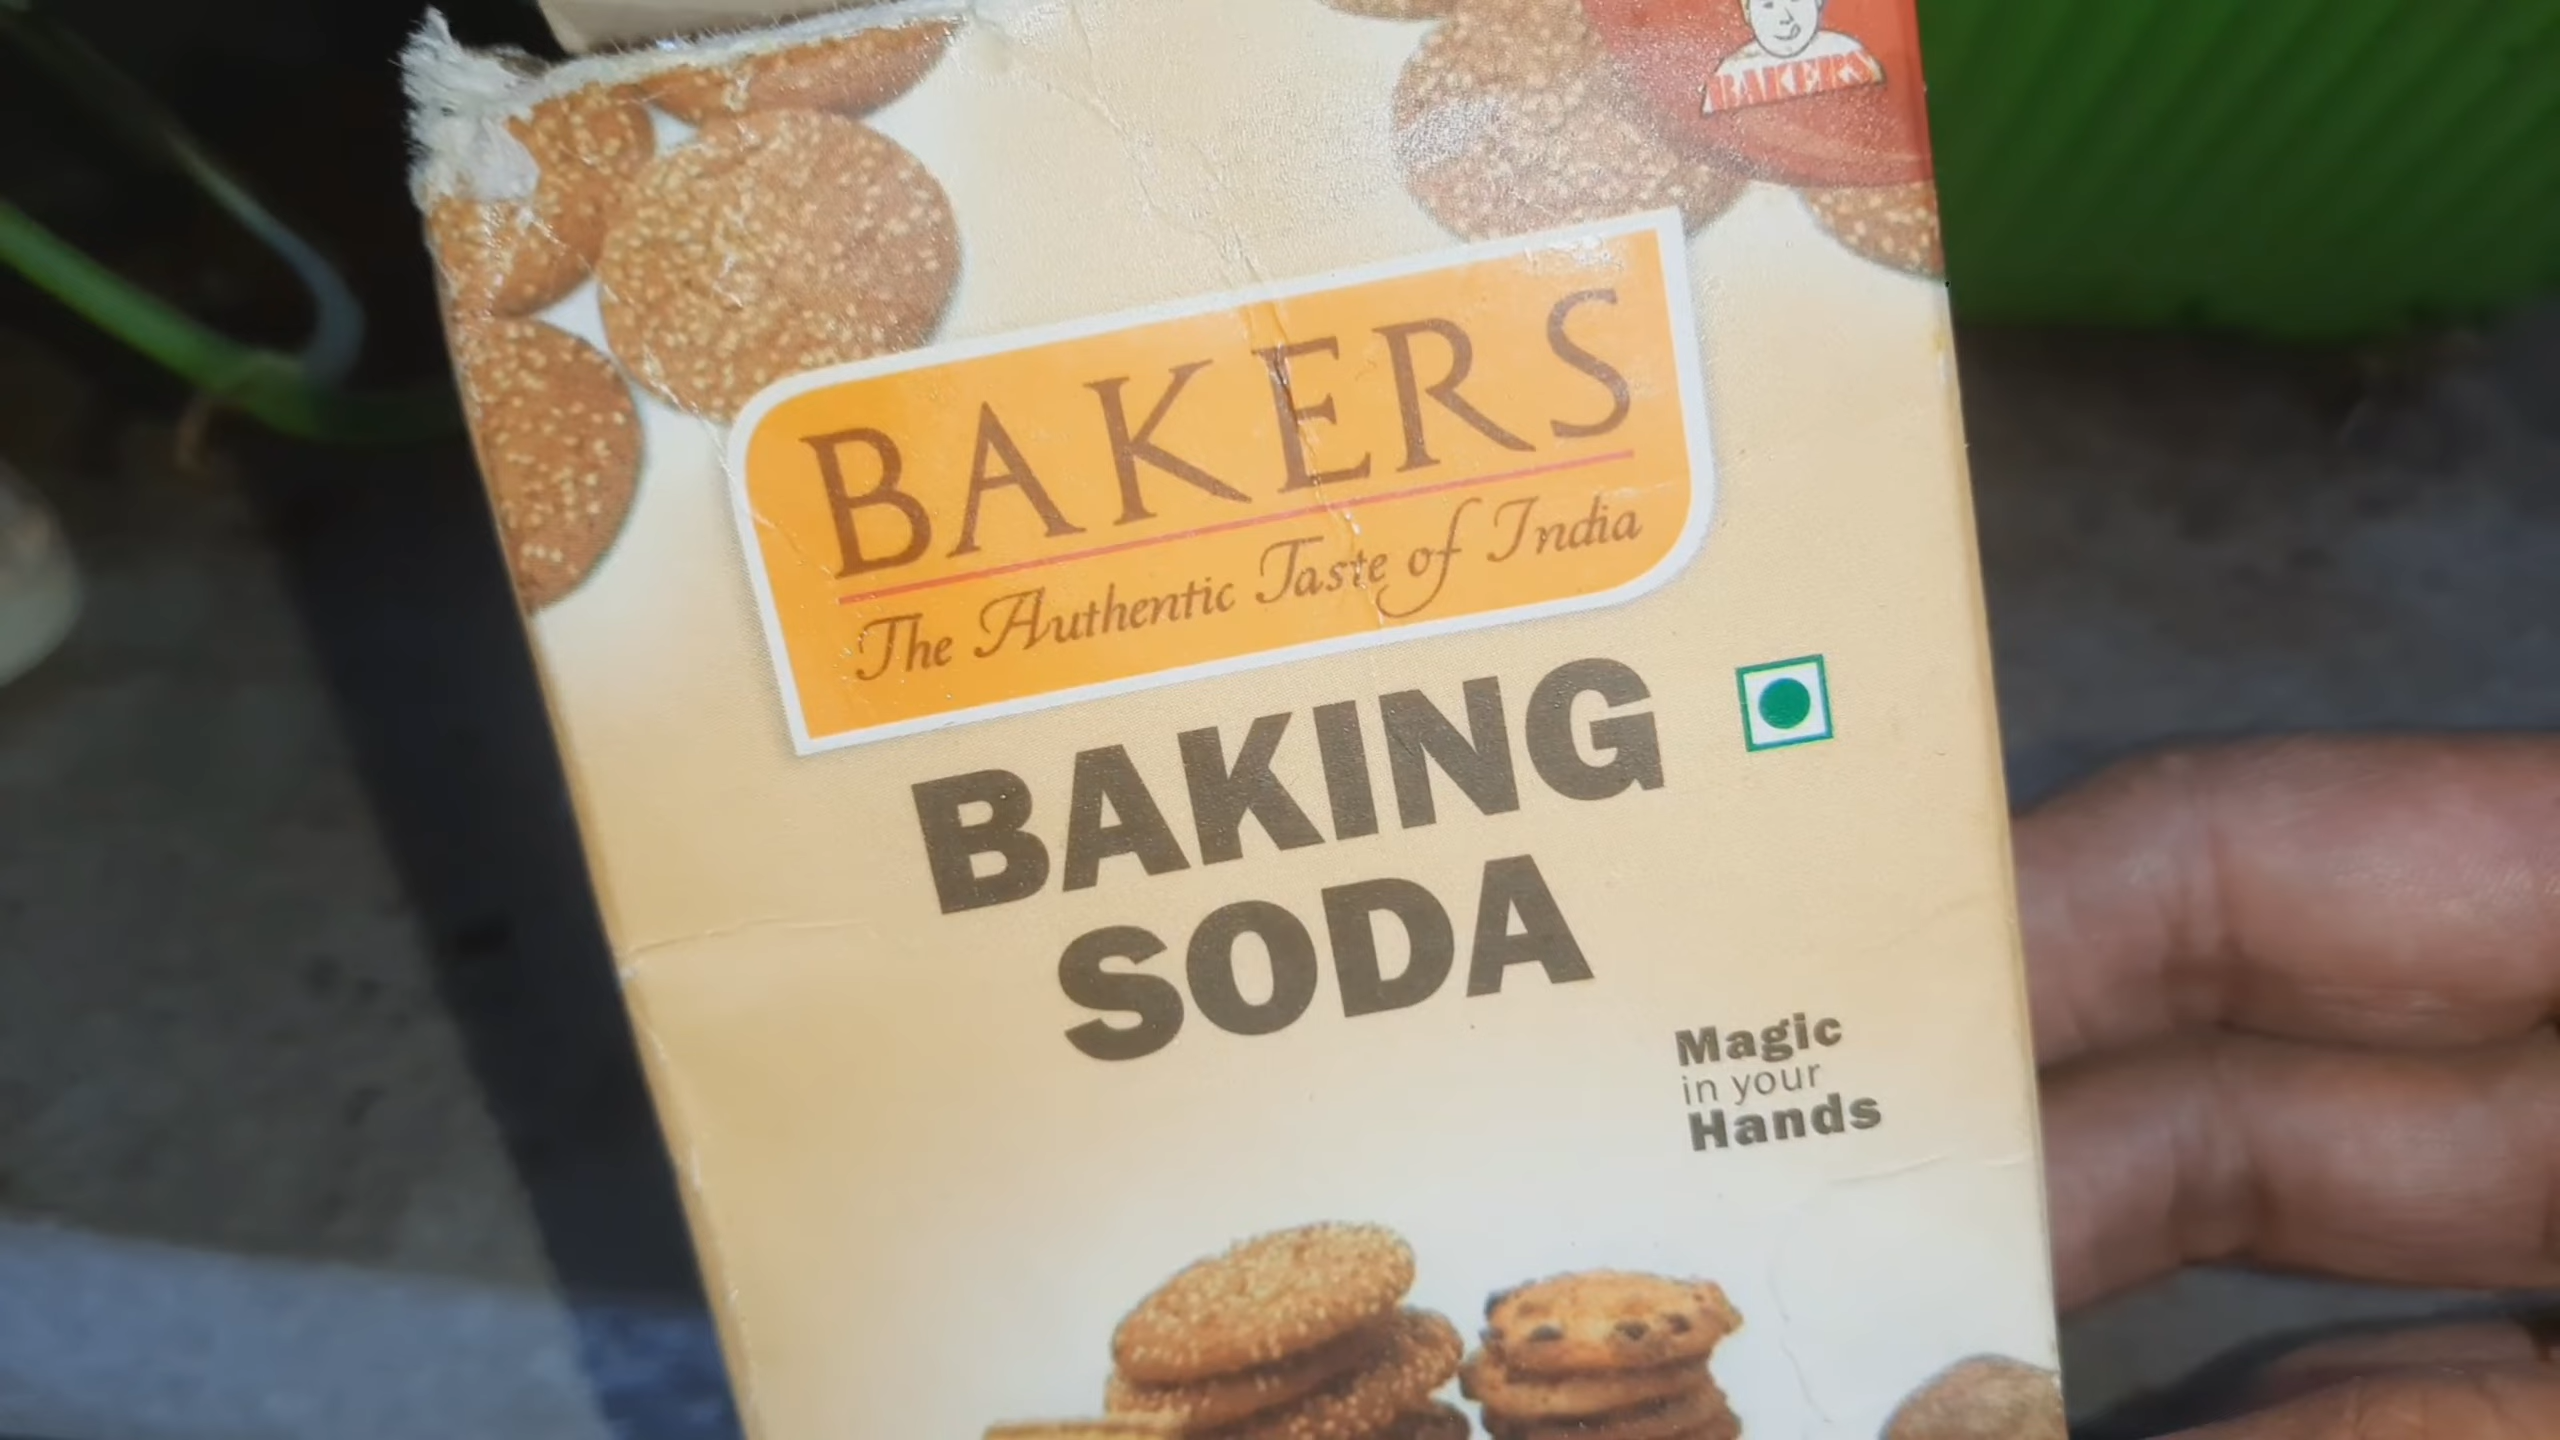 BAKERS
BAKERS
The Authentic Taste of India
BAKING
SODA
Magic
in your
Hands